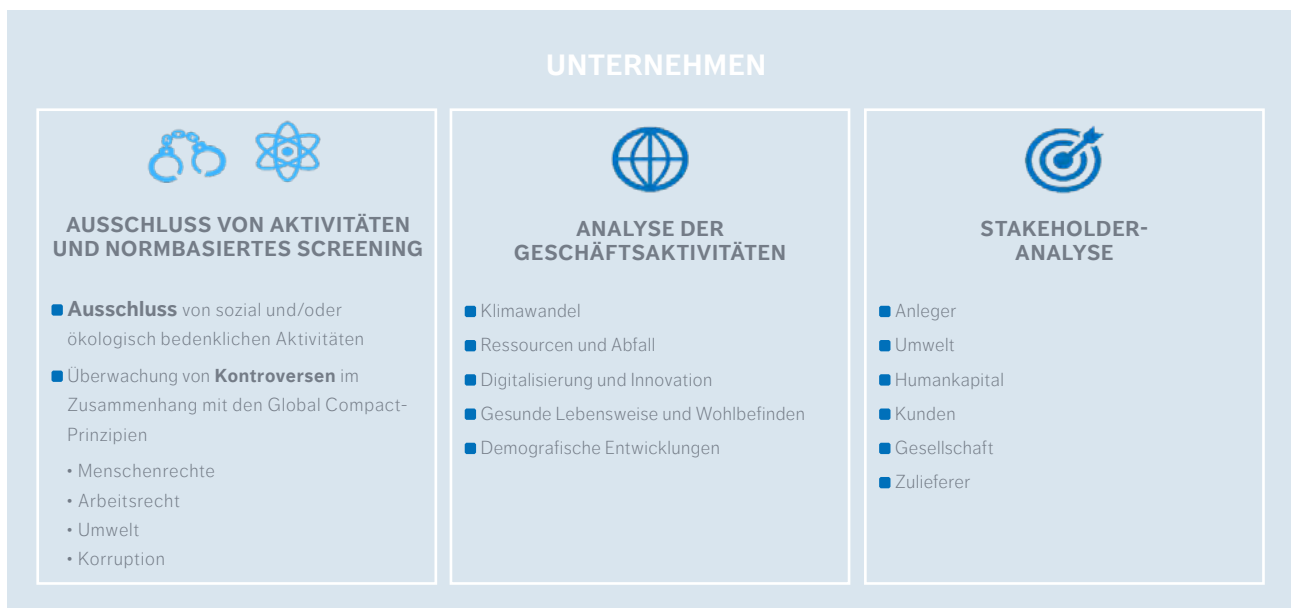 UNTERNEHMEN
AUSSCHLUSS VON AKTIVITÄTEN
UND NORMBASIERTES SCREENING
■ Ausschluss von sozial und/oder
ökologisch bedenklichen Aktivitäten
■ Überwachung von Kontroversen im
Zusammenhang mit den Global Compact-
Prinzipien
• Menschenrechte
• Arbeitsrecht
• Umwelt
• Korruption
ANALYSE DER
GESCHÄFTSAKTIVITÄTEN
■ Klimawandel
■ Ressourcen und Abfall
■ Digitalisierung und Innovation
■ Gesunde Lebensweise und Wohlbefinden
■ Demografische Entwicklungen
STAKEHOLDER-
ANALYSE
■ Anleger
■ Umwelt
■ Humankapital
■ Kunden
■ Gesellschaft
■ Zulieferer